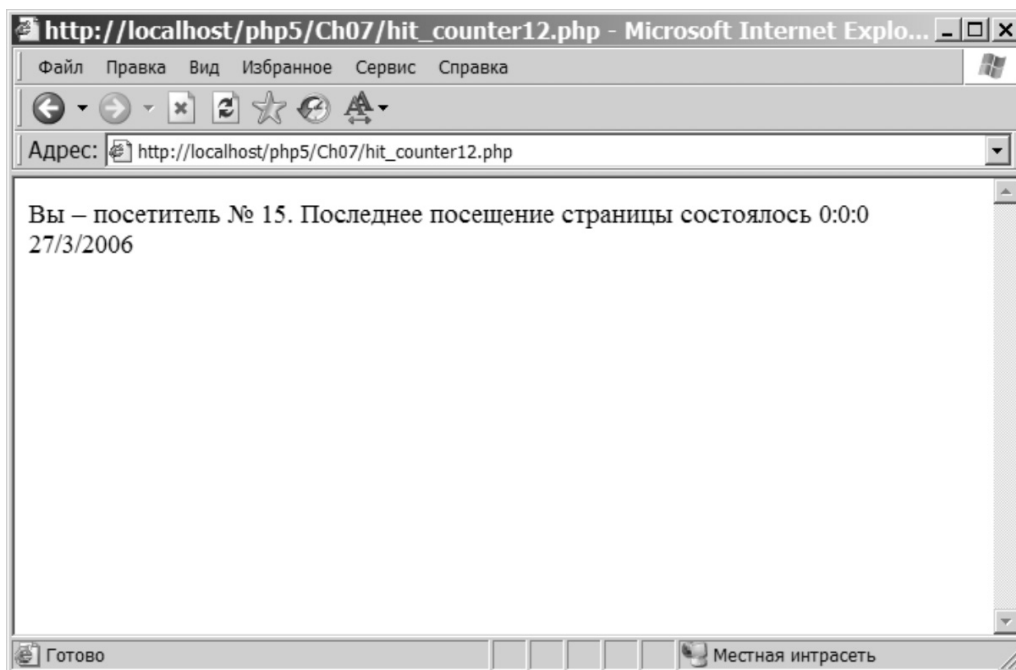 http://localhost/php5/Ch07/hit_counter12.php - Microsoft Internet Explo...
Файл Правка Вид Избранное Сервис Справка
Адрес: http://localhost/php5/Ch07/hit_counter12.php
Вы – посетитель № 15. Последнее посещение страницы состоялось 0:0:0
27/3/2006
Готово Местная интрасеть